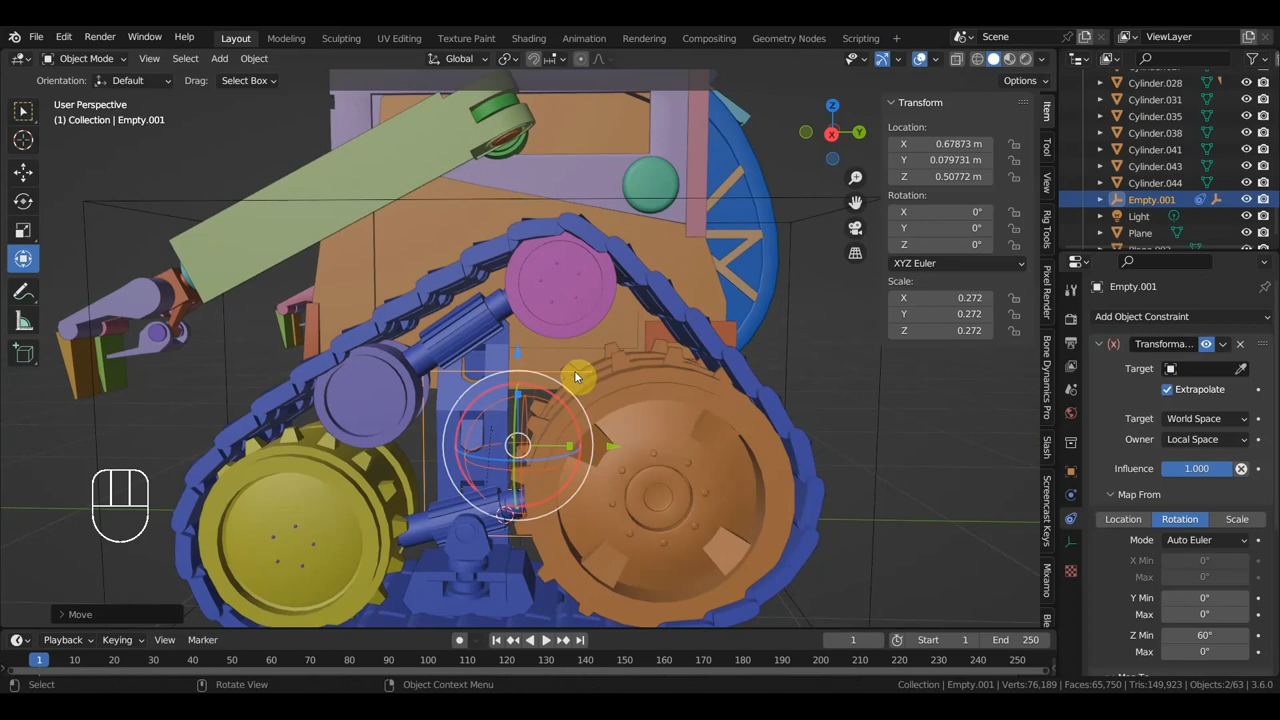 File Edit Render Window Help Layout Modeling Sculpting UV Editing Texture Paint Shading Animation Rendering Compositing Geometry Nodes Scripting + Scene ViewLayer
Object Mode View Select Add Object Global
Orientation: Default Drag: Select Box Options
User Perspective
(1) Collection | Empty.001
Transform
Location:
X 0.67873 m
Y 0.079731 m
Z 0.50772 m
Rotation:
X 0°
Y 0°
Z 0°
XYZ Euler
Scale:
X 0.272
Y 0.272
Z 0.272
Z
Y
X
Item
Tool
View
Rig Tools
Pixel Render
Bone Dynamics Pro
Slash
Screencast Keys
Mixamo
Cylinder.028
Cylinder.031
Cylinder.035
Cylinder.038
Cylinder.041
Cylinder.043
Cylinder.044
Empty.001
Light
Plane
Empty.001
Add Object Constraint
Transforma...
Target
Extrapolate
Target World Space
Owner Local Space
Influence 1.000
Map From
Location Rotation Scale
Mode Auto Euler
X Min 0°
Max 0°
Y Min 0°
Max 0°
Z Min 60°
Max 0°
Move
Playback Keying View Marker 1 Start 1 End 250
1 10 20 30 40 50 60 70 80 90 100 110 120 130 140 150 160 170 180 190 200 210 220 230 240 250
Select Rotate View Object Context Menu Collection | Empty.001 | Verts:76,189 | Faces:65,750 | Tris:149,923 | Objects:2/63 | 3.6.0